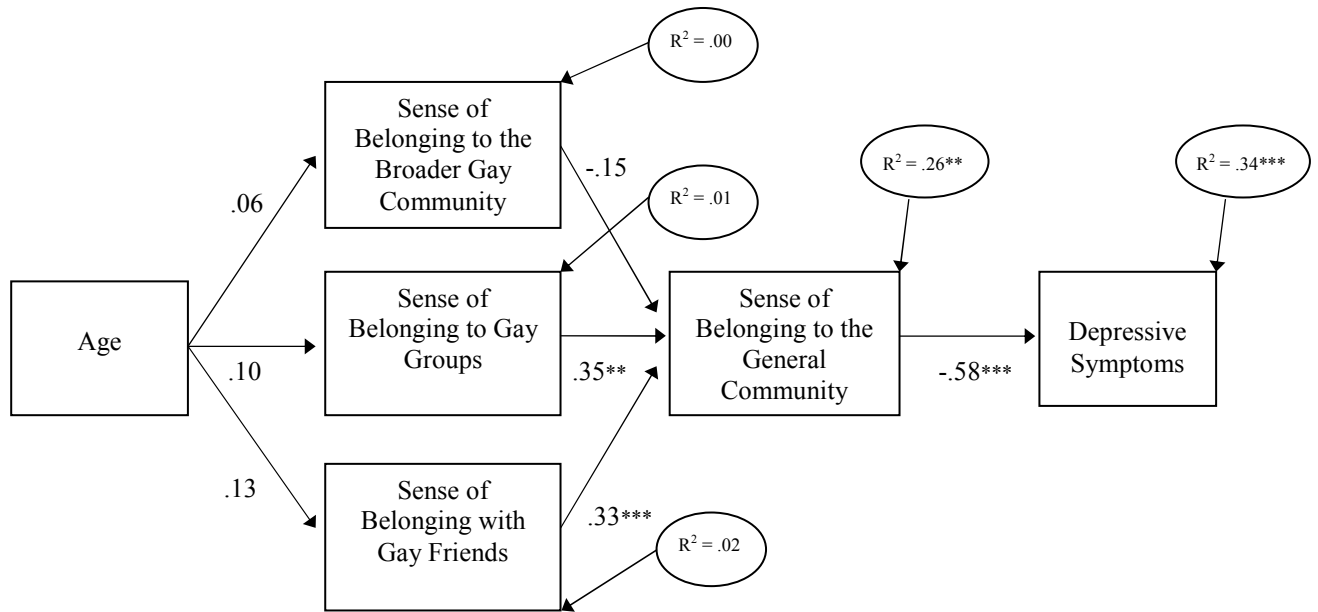 R² = .00
Sense of
Belonging to the
Broader Gay
Community
-.15
R² = .26**
R² = .34***
.06
R² = .01
Age
.10
Sense of
Belonging to Gay
Groups
.35**
Sense of
Belonging to the
General
Community
-.58***
Depressive
Symptoms
.13
Sense of
Belonging with
Gay Friends
.33***
R² = .02